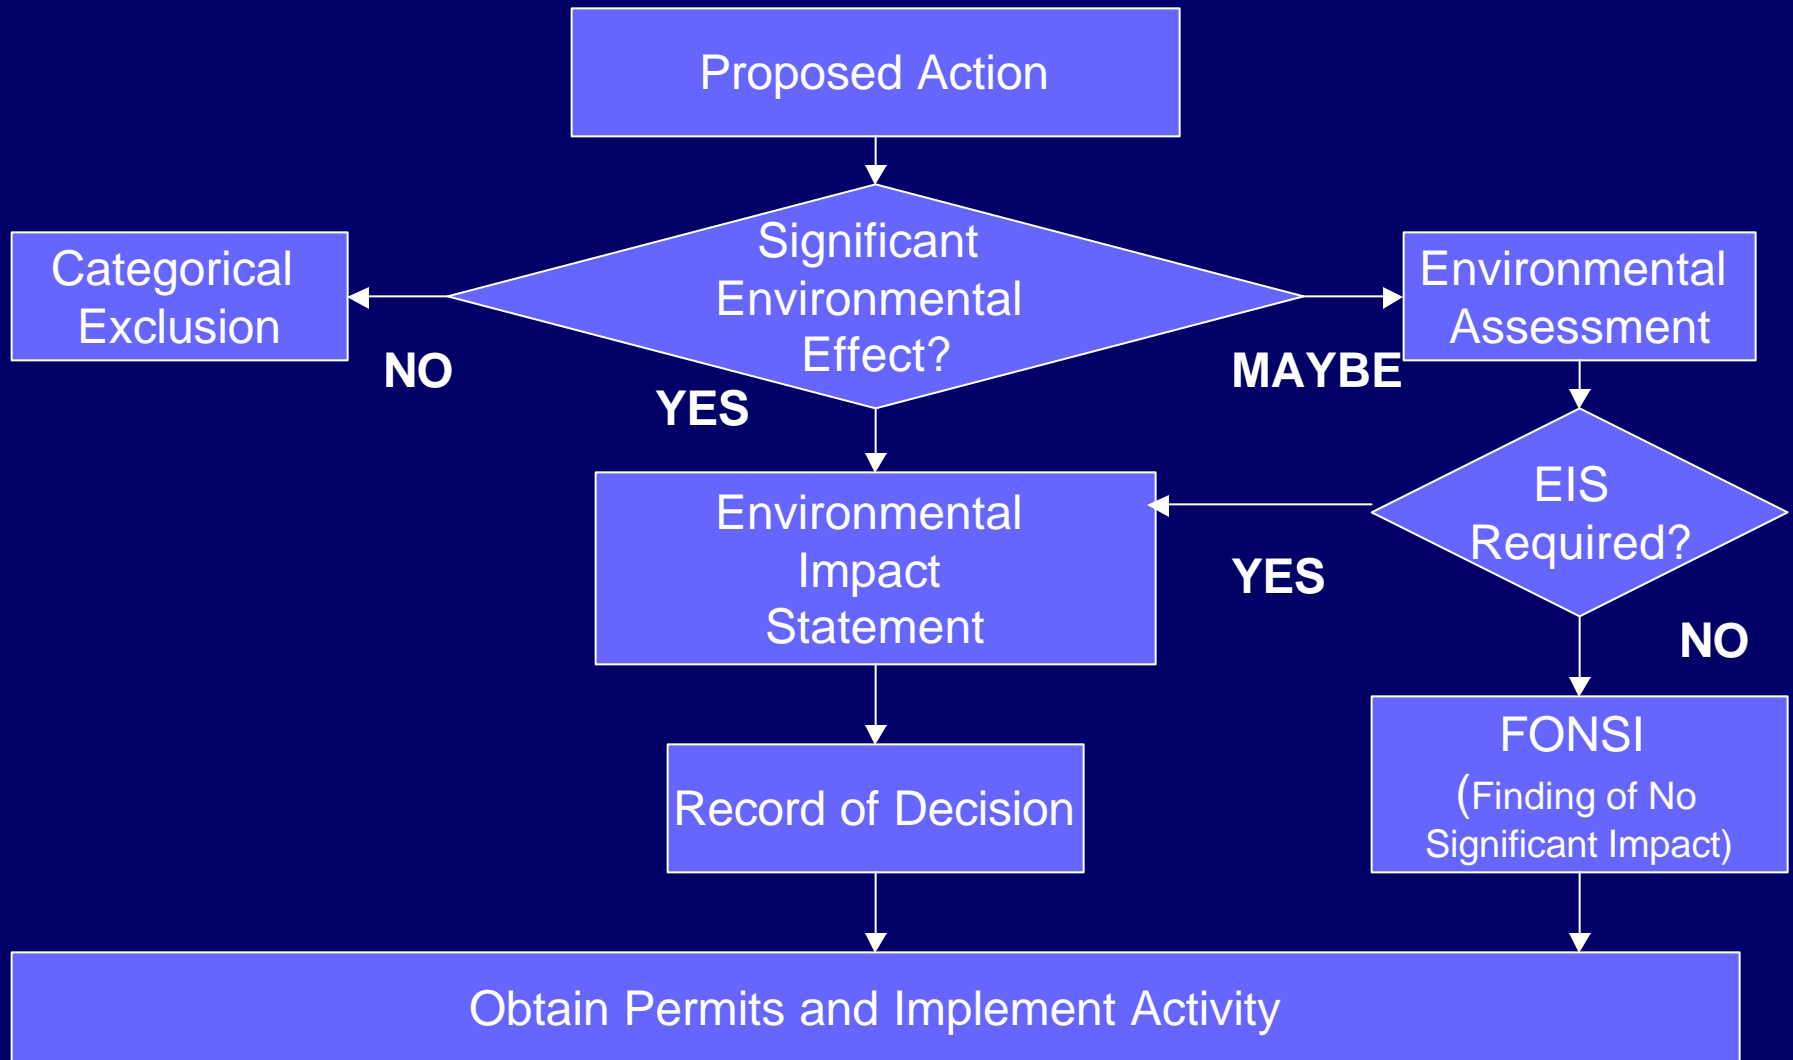 Proposed Action
Significant
Environmental
Effect?
Categorical
Exclusion
Environmental
Assessment
NO
YES
MAYBE
Environmental
Impact
Statement
EIS
Required?
YES
NO
Record of Decision
FONSI
(Finding of No
Significant Impact)
Obtain Permits and Implement Activity